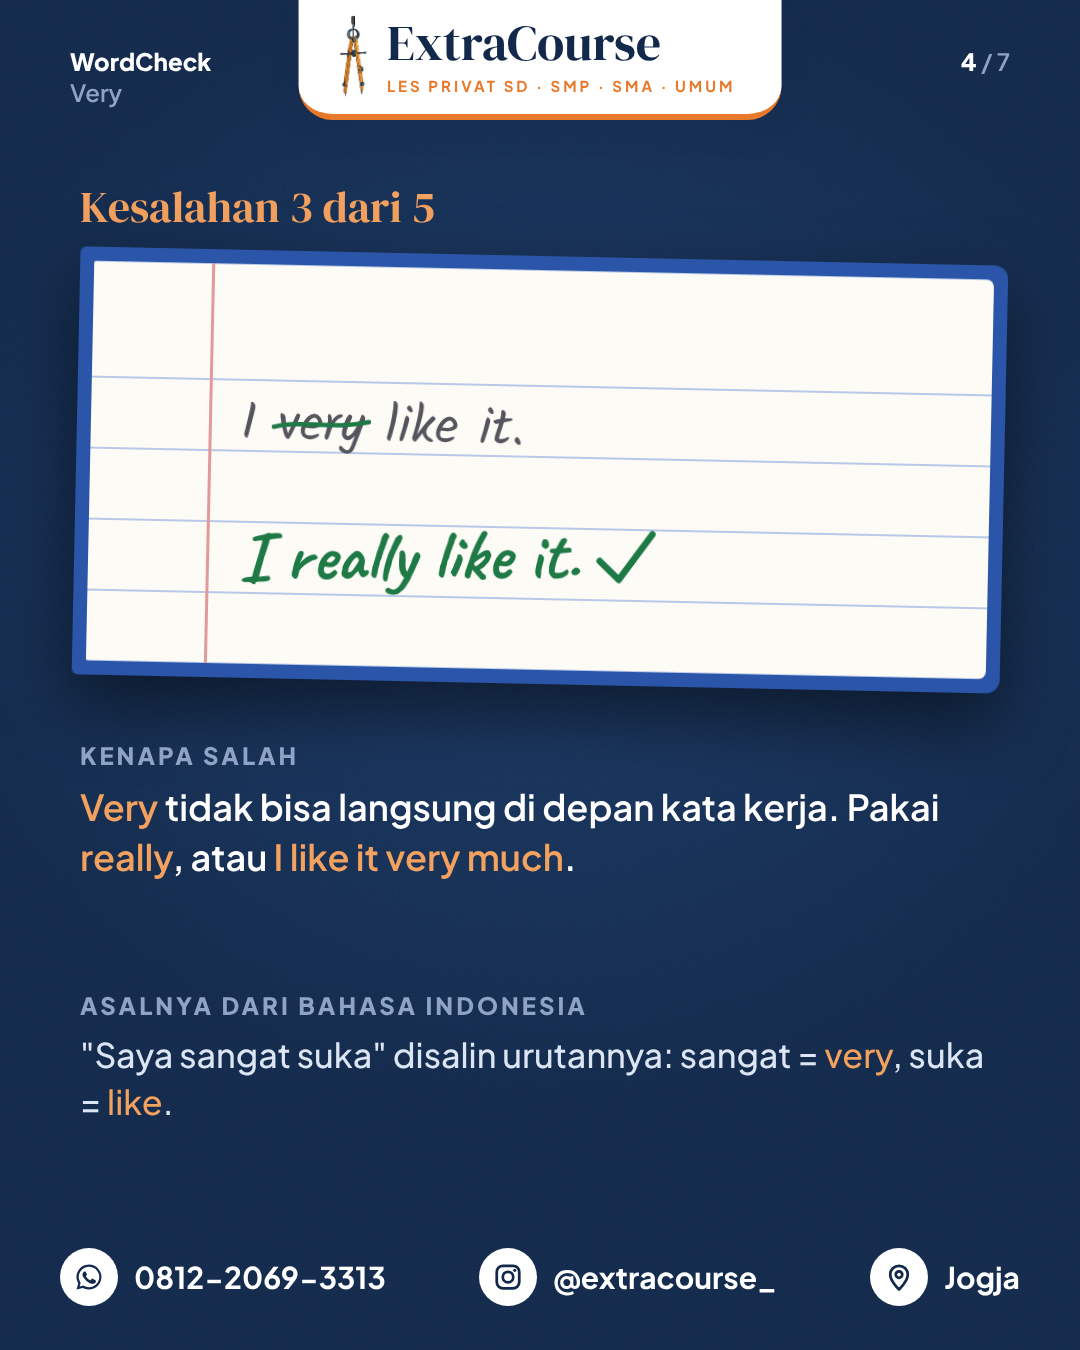 WordCheck
Very
ExtraCourse
LES PRIVAT SD · SMP · SMA · UMUM
4 / 7
Kesalahan 3 dari 5
I very like it.
I really like it. ✓
KENAPA SALAH
Very tidak bisa langsung di depan kata kerja. Pakai
really, atau I like it very much.
ASALNYA DARI BAHASA INDONESIA
"Saya sangat suka" disalin urutannya: sangat = very, suka
= like.
0812-2069-3313
@extracourse_
Jogja